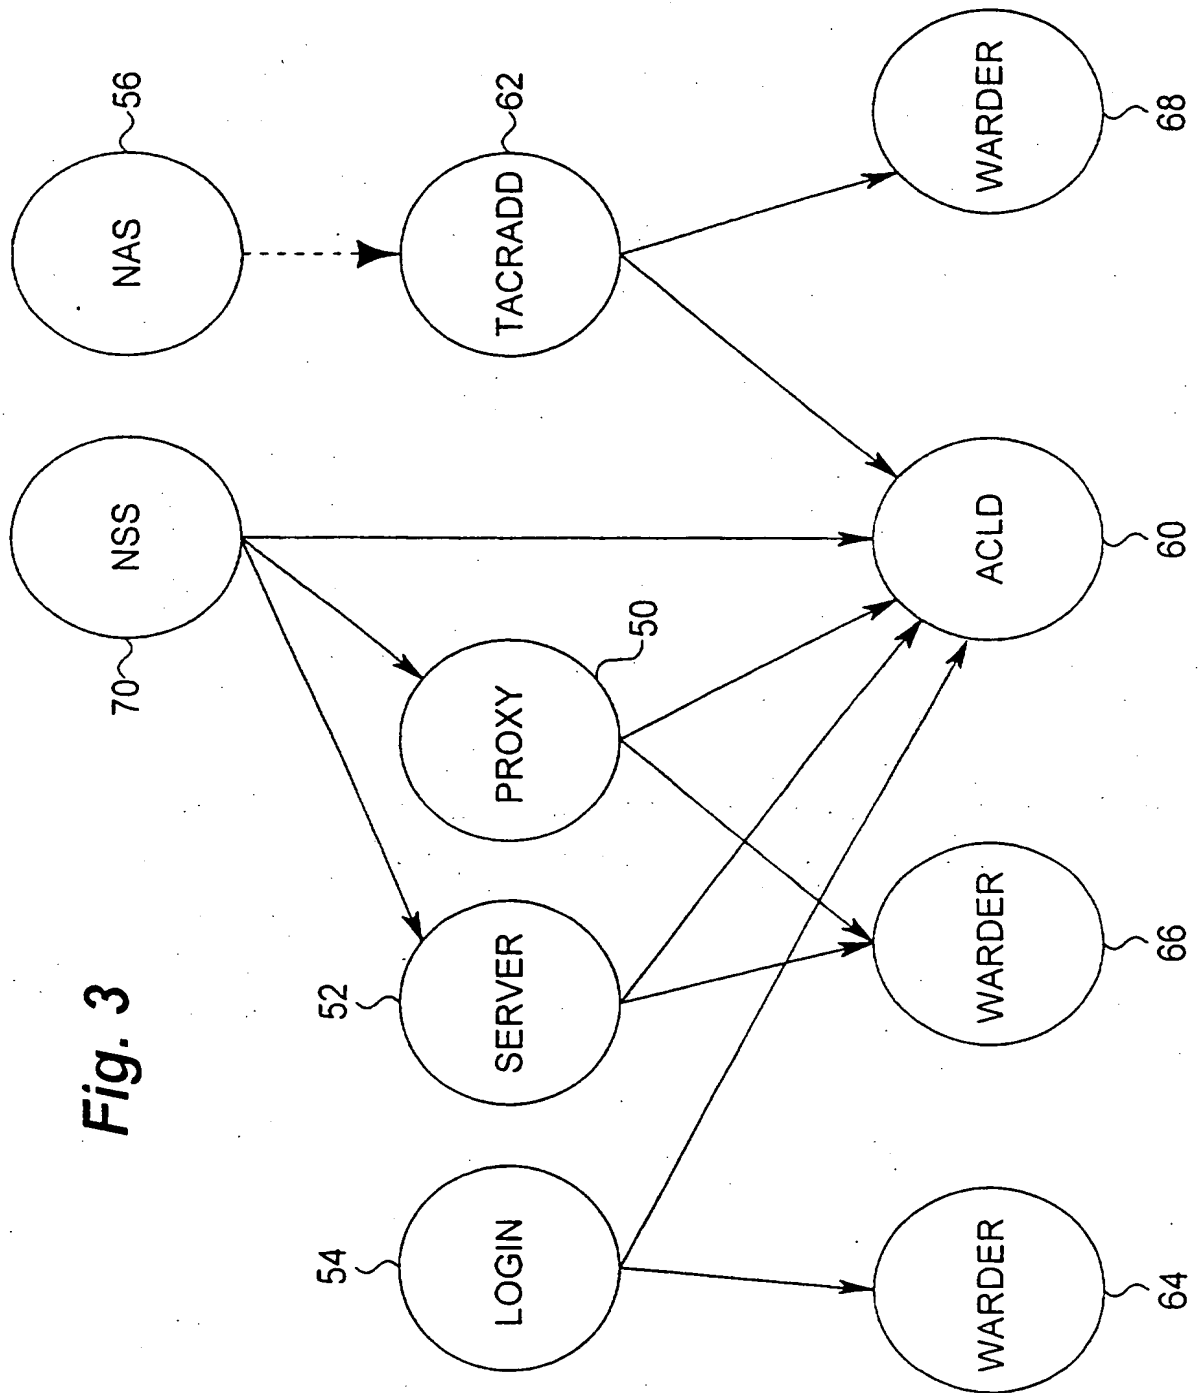 Fig. 3
70
NSS
NAS
56
54
LOGIN
52
SERVER
PROXY
50
TACRADD
62
WARDER
64
WARDER
66
ACLD
60
WARDER
68